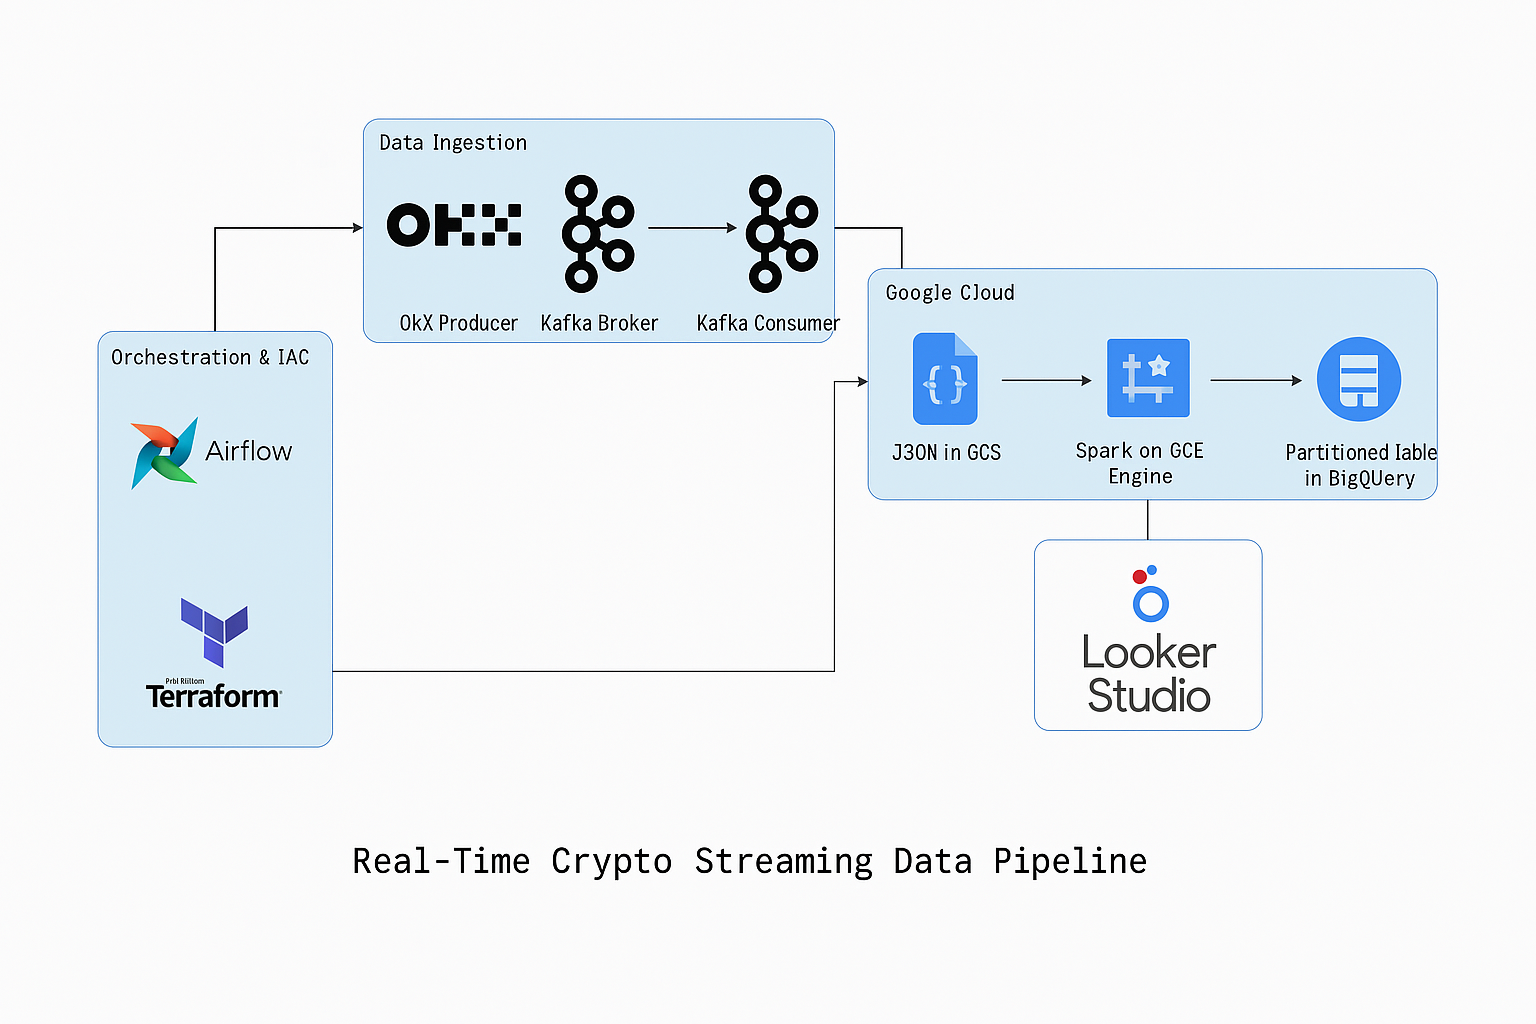 Data Ingestion
OKX
OkX Producer
Kafka Broker
Kafka Consumer
Google Cloud
J3ON in GCS
Spark on GCE
Engine
Partitioned Iable
in BigQUery
Orchestration & IAC
Airflow
Prbl Riiltom
Terraform
Looker
Studio
Real-Time Crypto Streaming Data Pipeline